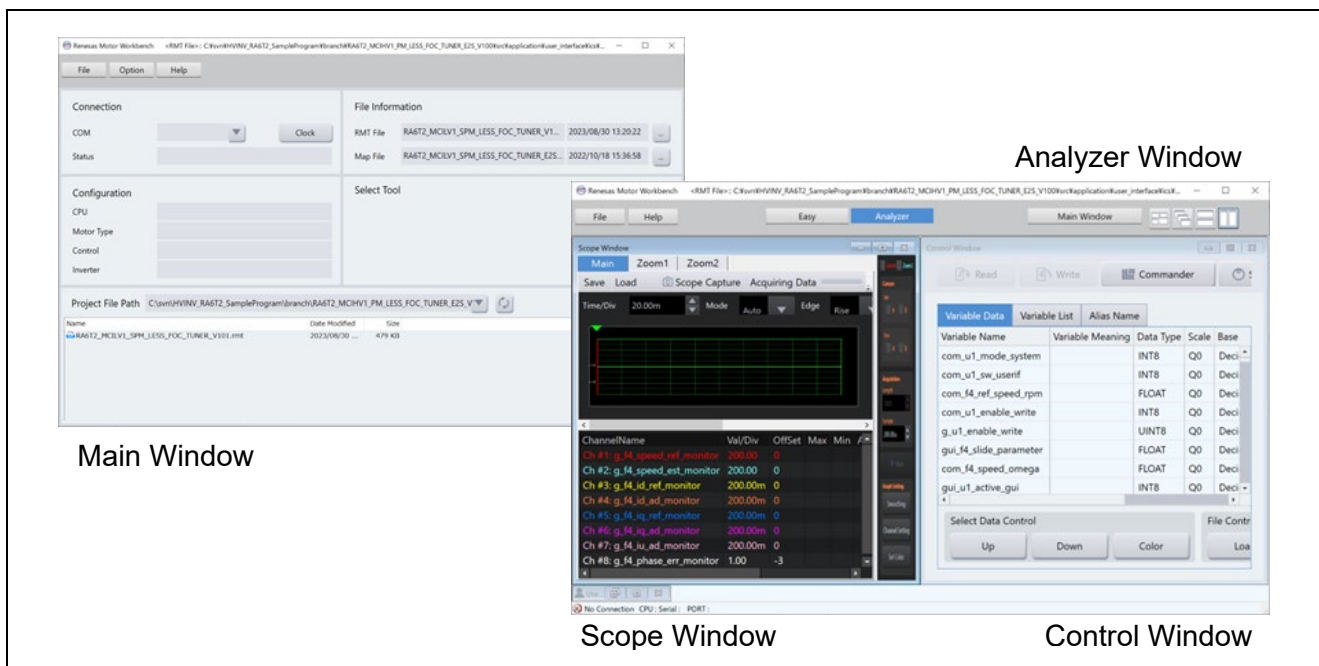 Renesas Motor Workbench <RMT File>: C:¥svn¥HVINV_RA6T2_SampleProgram¥branch¥RA6T2_MCIHV1_PM_LESS_FOC_TUNER_E2S_V100¥src¥application¥user_interface¥ics¥...
File Option Help
Connection
COM Clock
Status
File Information
RMT File RA6T2_MCILV1_SPM_LESS_FOC_TUNER_V1... 2023/08/30 13:20:22 ...
Map File RA6T2_MCILV1_SPM_LESS_FOC_TUNER_E2S... 2022/10/18 15:36:58 ...
Configuration
CPU
Motor Type
Control
Inverter
Select Tool
Project File Path C:¥svn¥HVINV_RA6T2_SampleProgram¥branch¥RA6T2_MCIHV1_PM_LESS_FOC_TUNER_E2S_V
Name Date Modified Size
RA6T2_MCILV1_SPM_LESS_FOC_TUNER_V101.rmt 2023/08/30 ... 479 KB
Main Window
Analyzer Window
Renesas Motor Workbench <RMT File>: C:¥svn¥HVINV_RA6T2_SampleProgram¥branch¥RA6T2_MCIHV1_PM_LESS_FOC_TUNER_E2S_V100¥src¥application¥user_interface¥ics¥...
File Help Easy Analyzer Main Window
Scope Window
Main Zoom1 Zoom2
Save Load Scope Capture Acquiring Data
Time/Div 20.00m Mode Auto Edge Rise
ChannelName Val/Div OffSet Max Min
Ch #1: g_f4_speed_ref_monitor 200.00 0
Ch #2: g_f4_speed_est_monitor 200.00 0
Ch #3: g_f4_id_ref_monitor 200.00m 0
Ch #4: g_f4_id_ad_monitor 200.00m 0
Ch #5: g_f4_iq_ref_monitor 200.00m 0
Ch #6: g_f4_iq_ad_monitor 200.00m 0
Ch #7: g_f4_iu_ad_monitor 200.00m 0
Ch #8: g_f4_phase_err_monitor 1.00 -3
Smoothing
Channel Setting
Set Color
Control Window
Read Write Commander
Variable Data Variable List Alias Name
Variable Name Variable Meaning Data Type Scale Base
com_u1_mode_system INT8 Q0 Deci
com_u1_sw_userif INT8 Q0 Deci
com_f4_ref_speed_rpm FLOAT Q0 Deci
com_u1_enable_write INT8 Q0 Deci
g_u1_enable_write UINT8 Q0 Deci
gui_f4_slide_parameter FLOAT Q0 Deci
com_f4_speed_omega FLOAT Q0 Deci
gui_u1_active_gui INT8 Q0 Deci
Select Data Control File Contr
Up Down Color Loa
No Connection CPU : Serial : PORT :
Scope Window
Control Window